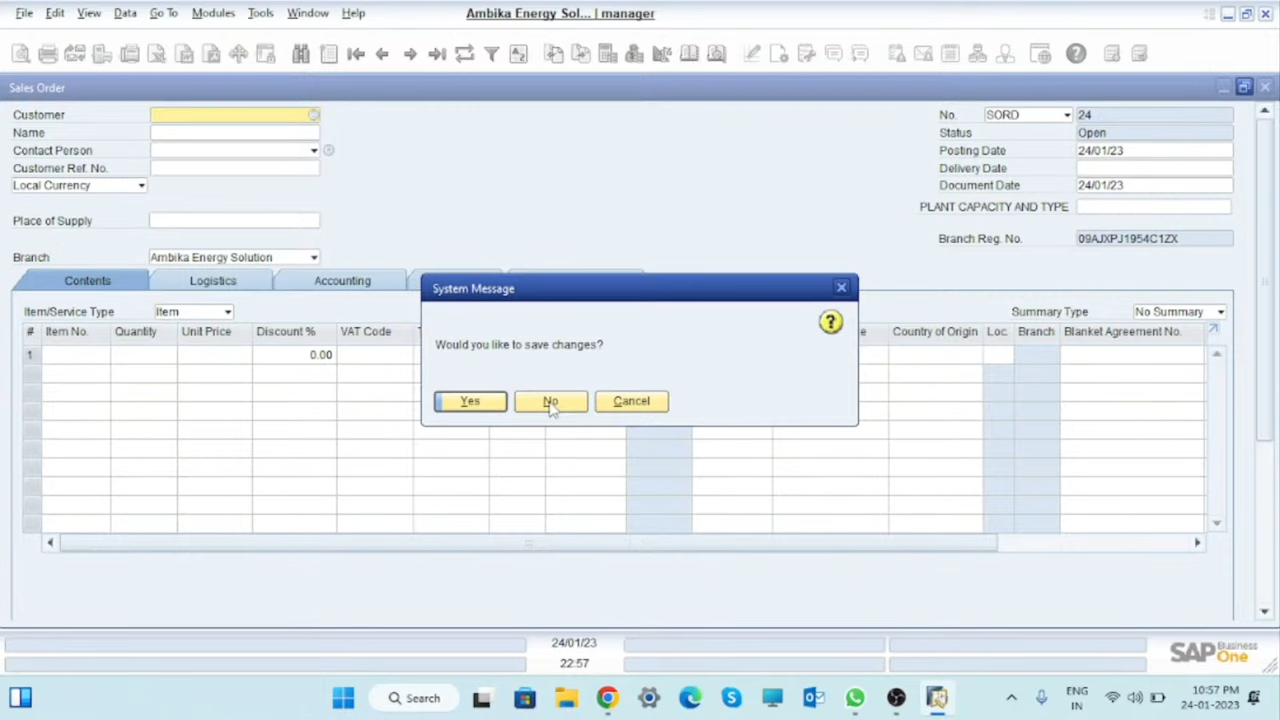 File Edit View Data Go To Modules Tools Window Help Ambika Energy Sol... | manager
Sales Order
Customer
Name
Contact Person
Customer Ref. No.
Local Currency
Place of Supply
Branch Ambika Energy Solution
No. SORD 24
Status Open
Posting Date 24/01/23
Delivery Date
Document Date 24/01/23
PLANT CAPACITY AND TYPE
Branch Reg. No. 09AJXPJ1954C1ZX
Contents Logistics Accounting
Item/Service Type Item Summary Type No Summary
# Item No. Quantity Unit Price Discount % VAT Code Country of Origin Loc. Branch Blanket Agreement No.
1 0.00
System Message
?
Would you like to save changes?
Yes No Cancel
24/01/23
22:57
SAP Business One
Search
ENG
IN
10:57 PM
24-01-2023